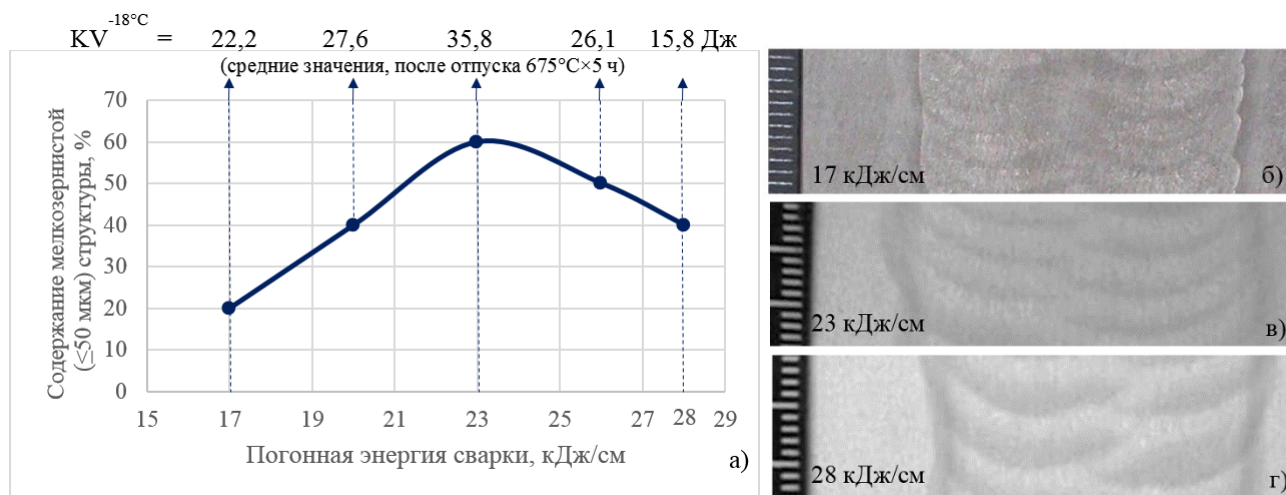 KV⁻¹⁸°С = 22,2 27,6 35,8 26,1 15,8 Дж
(средние значения, после отпуска 675°С×5 ч)
Содержание мелкозернистой
(≤50 мкм) структуры, %
70
60
50
40
30
20
10
0
15 17 19 21 23 25 27 28 29
Погонная энергия сварки, кДж/см
а)
17 кДж/см
б)
23 кДж/см
в)
28 кДж/см
г)